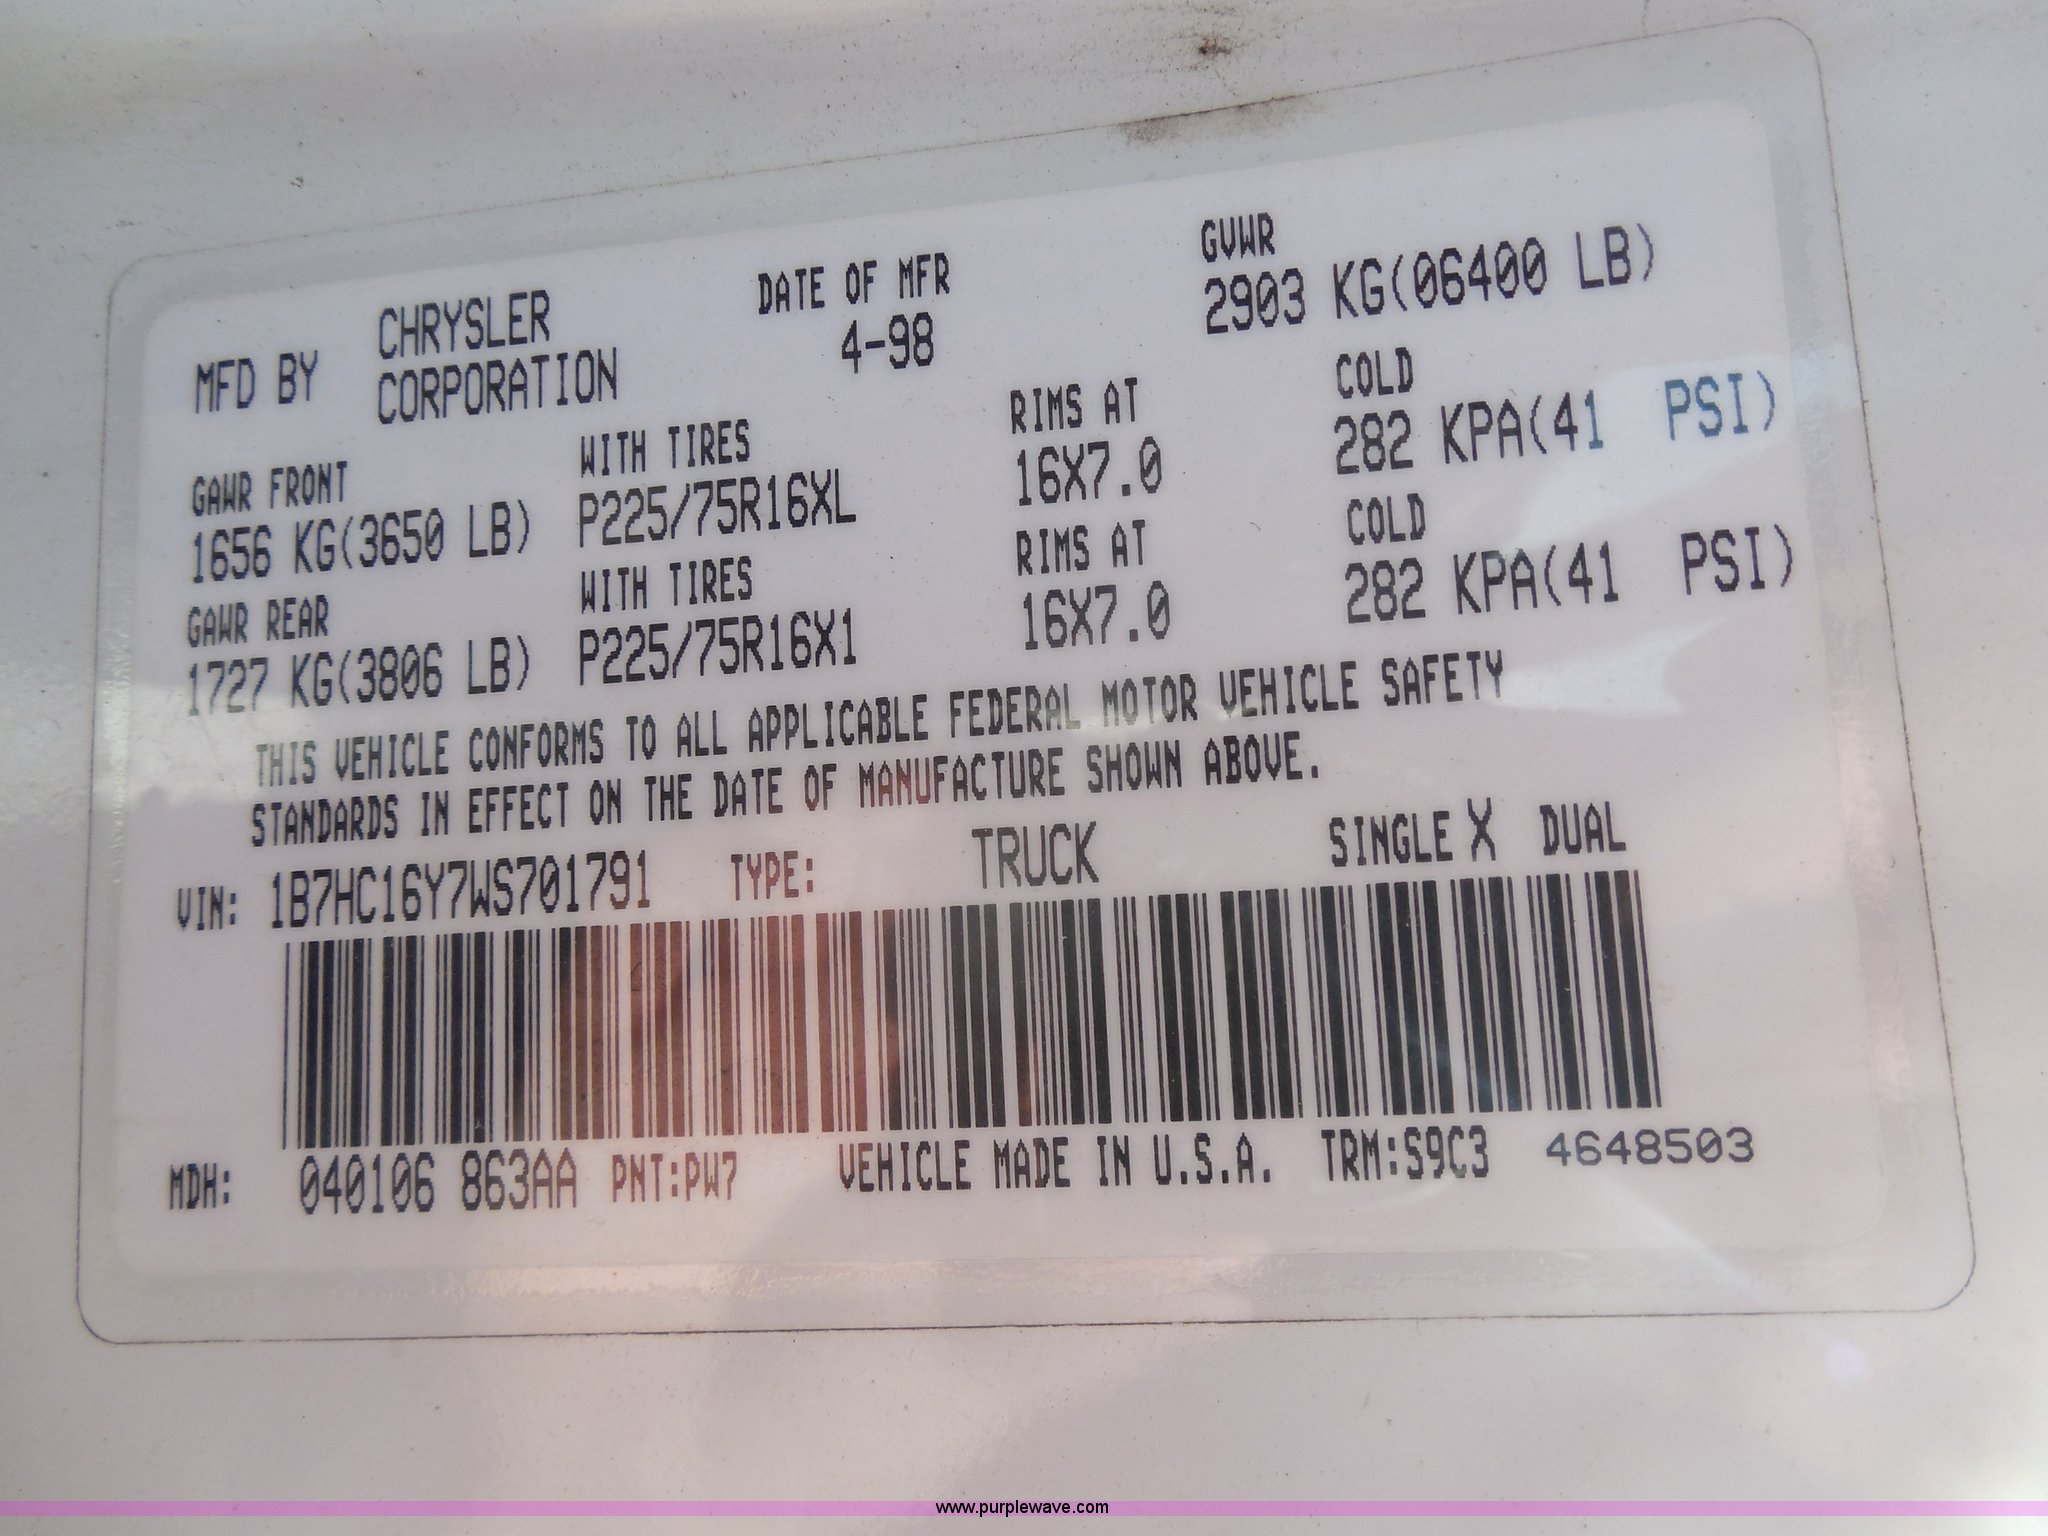 MFD BY CHRYSLER CORPORATION
DATE OF MFR
4-98
GVWR
2903 KG(06400 LB)
GAWR FRONT WITH TIRES RIMS AT COLD
1656 KG(3650 LB) P225/75R16XL 16X7.0 282 KPA(41 PSI)
GAWR REAR WITH TIRES RIMS AT COLD
1727 KG(3806 LB) P225/75R16X1 16X7.0 282 KPA(41 PSI)
THIS VEHICLE CONFORMS TO ALL APPLICABLE FEDERAL MOTOR VEHICLE SAFETY
STANDARDS IN EFFECT ON THE DATE OF MANUFACTURE SHOWN ABOVE.
VIN: 1B7HC16Y7WS701791 TYPE: TRUCK SINGLE X DUAL
MDH: 040106 863AA PNT:PW7 VEHICLE MADE IN U.S.A. TRM:S9C3 4648503
www.purplewave.com